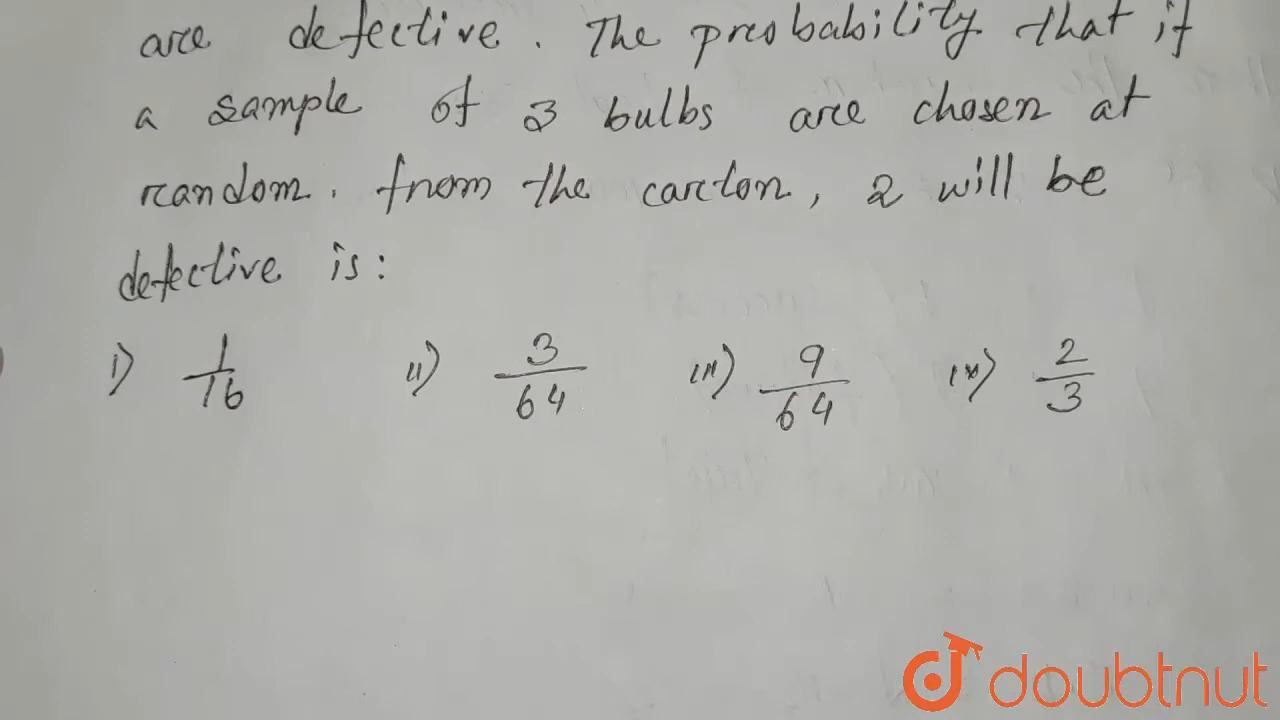 are defective. The probability that if
a sample of 3 bulbs are chosen at
random. from the carton, 2 will be
defective is:
i) 1/16 ii) 3/64 iii) 9/64 iv) 2/3
doubtnut